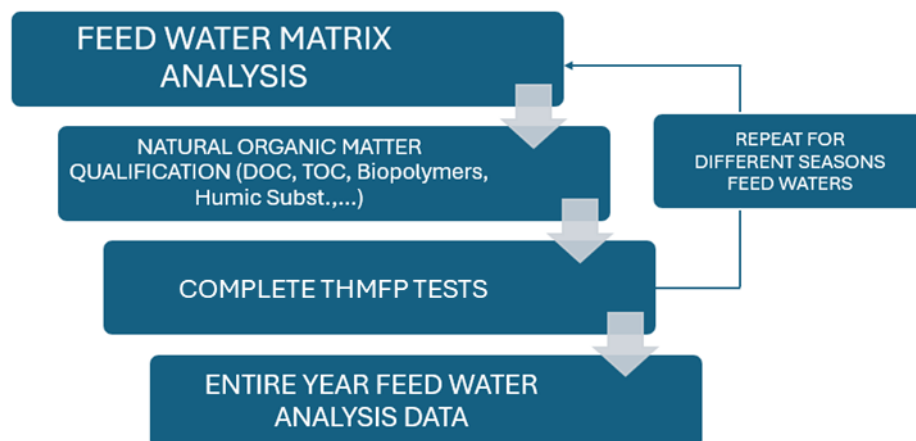 FEED WATER MATRIX
ANALYSIS
NATURAL ORGANIC MATTER
QUALIFICATION (DOC, TOC, Biopolymers,
Humic Subst.,...)
COMPLETE THMFP TESTS
ENTIRE YEAR FEED WATER
ANALYSIS DATA
REPEAT FOR
DIFFERENT SEASONS
FEED WATERS